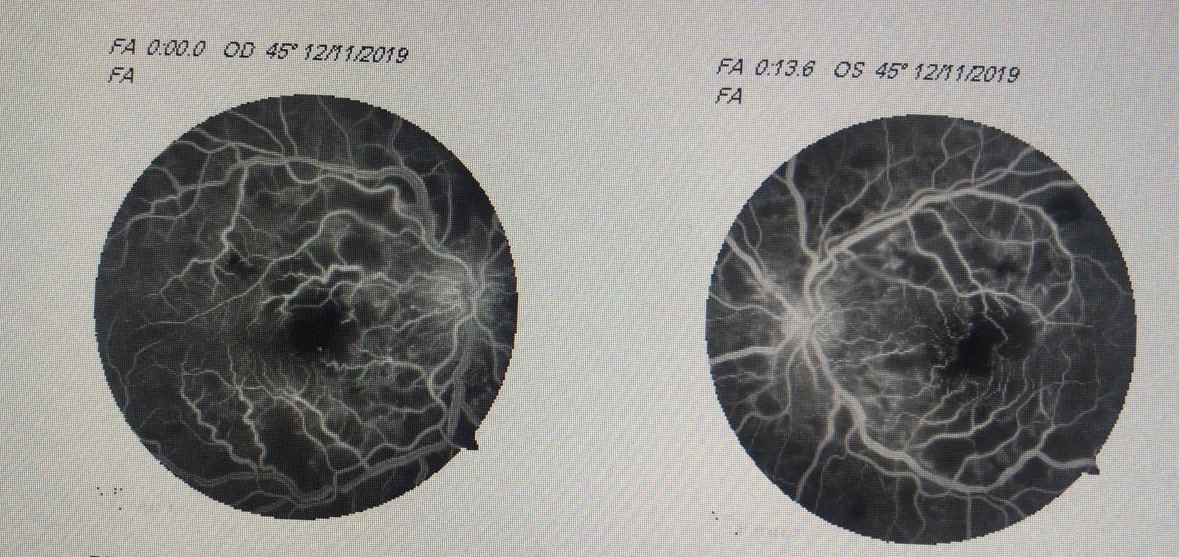 FA 0:00.0 OD 45° 12/11/2019
FA
FA 0:13.6 OS 45° 12/11/2019
FA